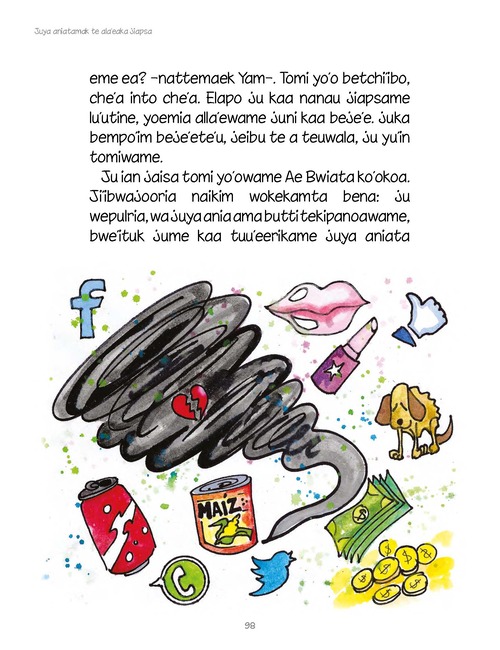 Juya aniatamak te ala'eaka jiapsa
eme ea? –nattemaek Yam–. Tomi yo'o betchi'ibo,
che'a into che'a. Elapo ju kaa nanau jiapsame
lu'utine, yoemia alla'ewame juni kaa beje'e. Juka
bempo'im beje'ete'u, jeibu te a teuwala, ju yu'in
tomiwame.
Ju ian jaisa tomi yo'owame Ae Bwiata ko'okoa.
Ji'ibwajooria naikim wokekamta bena: ju
wepulria, wa juya ania ama butti tekipanoawame,
bwe'ituk jume kaa tuu'eerikame juya aniata
MAÍZ
98